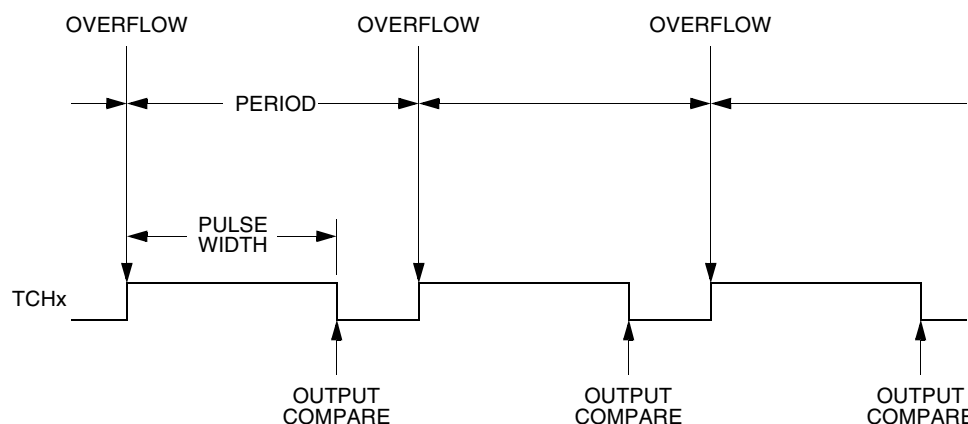 OVERFLOW OVERFLOW OVERFLOW
PERIOD
PULSE
WIDTH
TCHx
OUTPUT
COMPARE
OUTPUT
COMPARE
OUTPUT
COMPARE